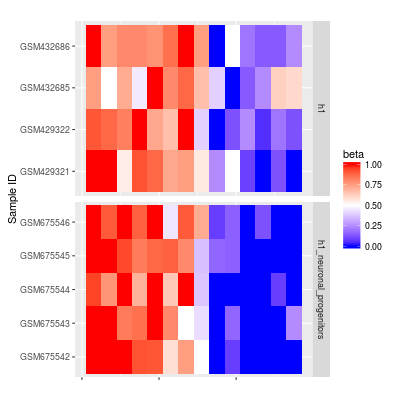 Sample ID
GSM432686
GSM432685
GSM429322
GSM429321
h1
GSM675546
GSM675545
GSM675544
GSM675543
GSM675542
h1_neuronal_progenitors
beta
1.00
0.75
0.50
0.25
0.00